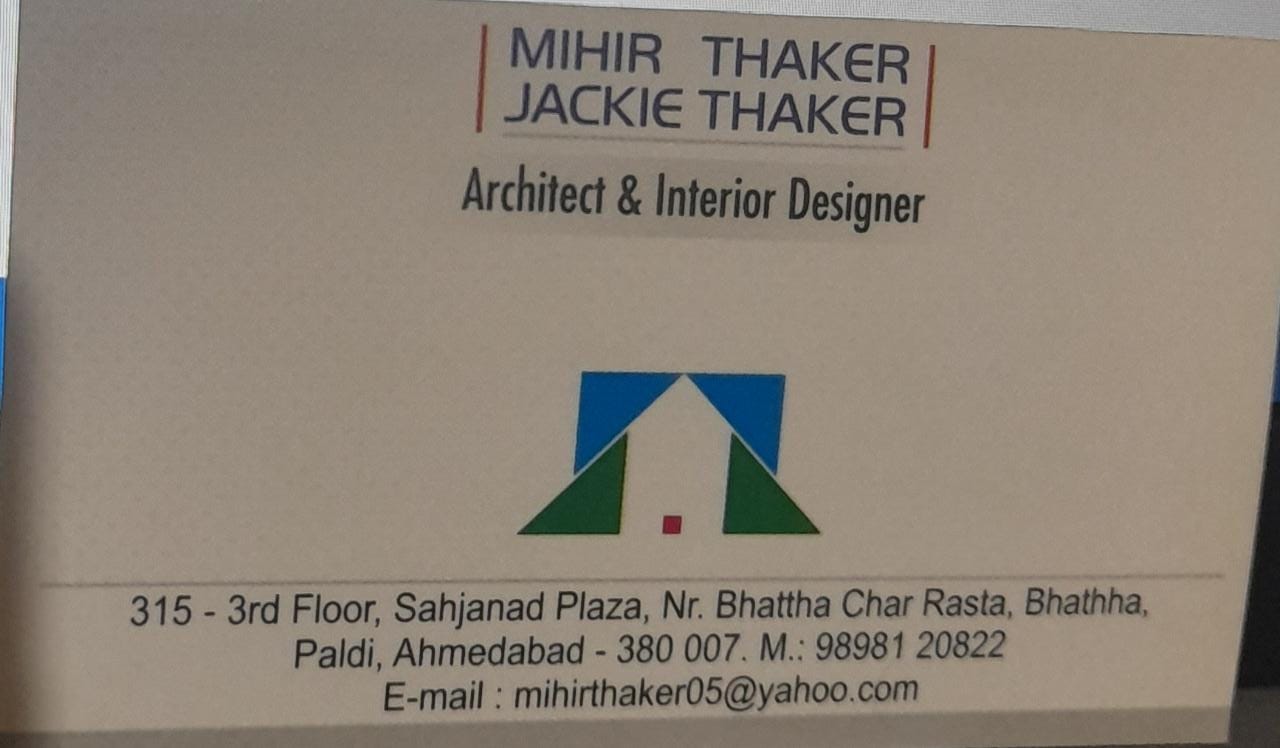 MIHIR THAKER
JACKIE THAKER
Architect & Interior Designer
315 - 3rd Floor, Sahjanad Plaza, Nr. Bhattha Char Rasta, Bhathha,
Paldi, Ahmedabad - 380 007. M.: 98981 20822
E-mail : mihirthaker05@yahoo.com